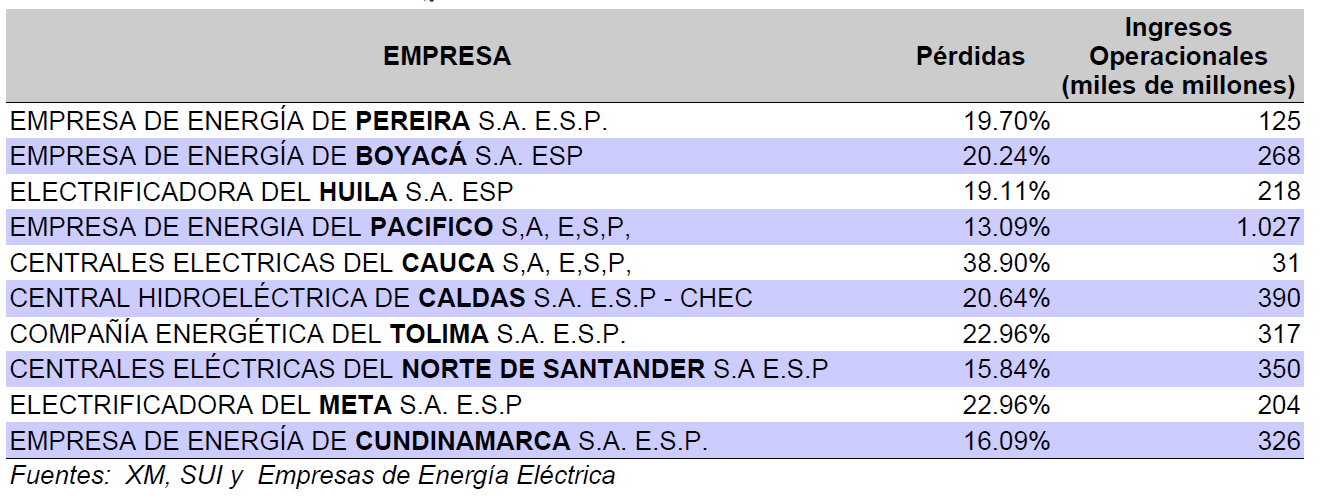 EMPRESA Pérdidas Ingresos Operacionales (miles de millones)
EMPRESA DE ENERGÍA DE PEREIRA S.A. E.S.P. 19.70% 125
EMPRESA DE ENERGÍA DE BOYACÁ S.A. ESP 20.24% 268
ELECTRIFICADORA DEL HUILA S.A. ESP 19.11% 218
EMPRESA DE ENERGIA DEL PACIFICO S,A, E,S,P, 13.09% 1.027
CENTRALES ELECTRICAS DEL CAUCA S,A, E,S,P, 38.90% 31
CENTRAL HIDROELÉCTRICA DE CALDAS S.A. E.S.P - CHEC 20.64% 390
COMPAÑÍA ENERGÉTICA DEL TOLIMA S.A. E.S.P. 22.96% 317
CENTRALES ELÉCTRICAS DEL NORTE DE SANTANDER S.A E.S.P 15.84% 350
ELECTRIFICADORA DEL META S.A. E.S.P 22.96% 204
EMPRESA DE ENERGÍA DE CUNDINAMARCA S.A. E.S.P. 16.09% 326
Fuentes: XM, SUI y Empresas de Energía Eléctrica